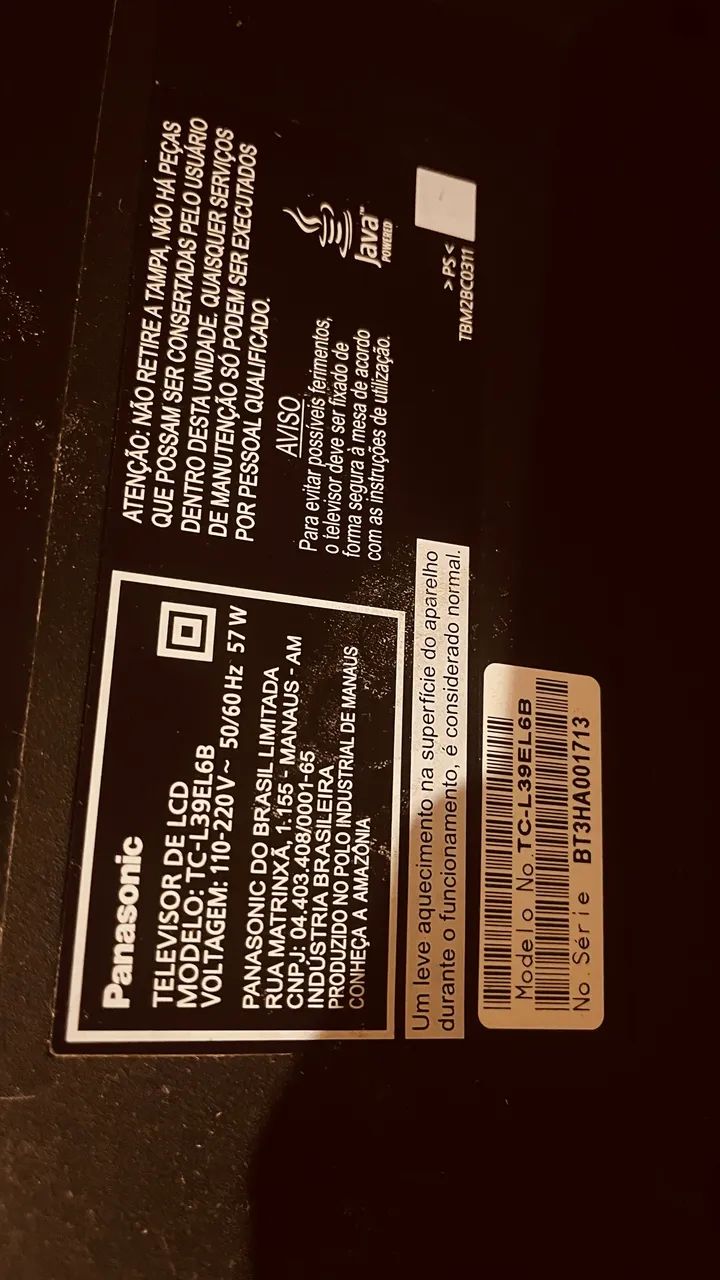 Panasonic
TELEVISOR DE LCD
MODELO: TC-L39EL6B
VOLTAGEM: 110-220 V ~ 50/60 Hz 57 W
PANASONIC DO BRASIL LIMITADA
RUA MATRINXÃ, 1.155 - MANAUS - AM
CNPJ: 04.403.408/0001-65
INDÚSTRIA BRASILEIRA
PRODUZIDO NO POLO INDUSTRIAL DE MANAUS
CONHEÇA A AMAZÔNIA
ATENÇÃO: NÃO RETIRE A TAMPA, NÃO HÁ PEÇAS
QUE POSSAM SER CONSERTADAS PELO USUÁRIO
DENTRO DESTA UNIDADE. QUAISQUER SERVIÇOS
DE MANUTENÇÃO SÓ PODEM SER EXECUTADOS
POR PESSOAL QUALIFICADO.
AVISO
Para evitar possíveis ferimentos,
o televisor deve ser fixado de
forma segura à mesa de acordo
com as instruções de utilização.
Java™
POWERED
> PS <
TBM2BC0311
Um leve aquecimento na superfície do aparelho
durante o funcionamento, é considerado normal.
Modelo No. TC-L39EL6B
No. Série BT3HA001713